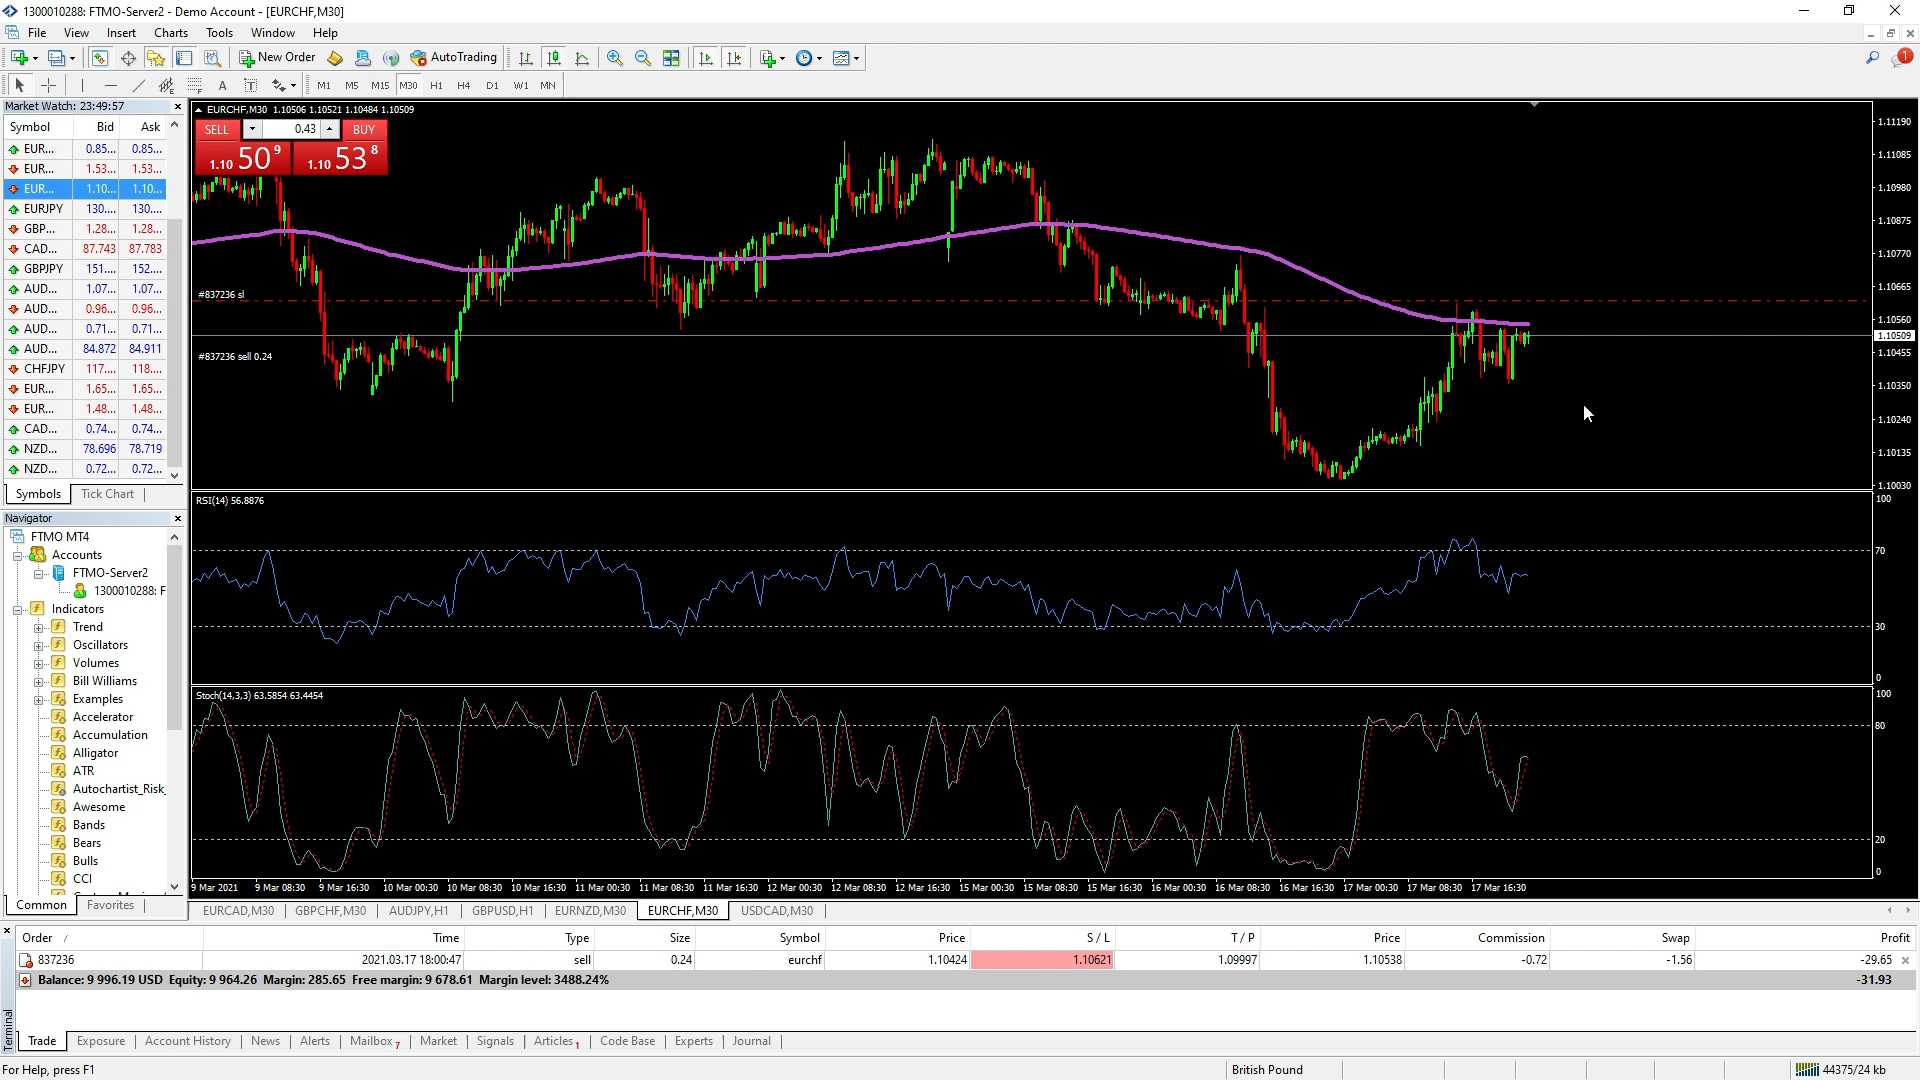 1300010288: FTMO-Server2 - Demo Account - [EURCHF,M30]
File View Insert Charts Tools Window Help
New Order AutoTrading 1
A T M1 M5 M15 M30 H1 H4 D1 W1 MN
Market Watch: 23:49:57
Symbol Bid Ask
EUR... 0.85... 0.85...
EUR... 1.53... 1.53...
EUR... 1.10... 1.10...
EURJPY 130.... 130....
GBP... 1.28... 1.28...
CAD... 87.743 87.783
GBPJPY 151.... 152....
AUD... 1.07... 1.07...
AUD... 0.96... 0.96...
AUD... 0.71... 0.71...
AUD... 84.872 84.911
CHFJPY 117.... 118....
EUR... 1.65... 1.65...
EUR... 1.48... 1.48...
CAD... 0.74... 0.74...
NZD... 78.696 78.719
NZD... 0.72... 0.72...
Symbols Tick Chart
Navigator
FTMO MT4
Accounts
FTMO-Server2
1300010288: F
Indicators
Trend
Oscillators
Volumes
Bill Williams
Examples
Accelerator
Accumulation
Alligator
ATR
Autochartist_Risk_
Awesome
Bands
Bears
Bulls
CCI
Common Favorites
EURCHF,M30 1.10506 1.10521 1.10484 1.10509
SELL 0.43 BUY
1.10 50 9 1.10 53 8
#837236 sl
#837236 sell 0.24
1.11190
1.11085
1.10980
1.10875
1.10770
1.10665
1.10560
1.10509
1.10455
1.10350
1.10240
1.10135
1.10030
RSI(14) 56.8876
100
70
30
0
Stoch(14,3,3) 63.5854 63.4454
100
80
20
0
9 Mar 2021 9 Mar 08:30 9 Mar 16:30 10 Mar 00:30 10 Mar 08:30 10 Mar 16:30 11 Mar 00:30 11 Mar 08:30 11 Mar 16:30 12 Mar 00:30 12 Mar 08:30 12 Mar 16:30 15 Mar 00:30 15 Mar 08:30 15 Mar 16:30 16 Mar 00:30 16 Mar 08:30 16 Mar 16:30 17 Mar 00:30 17 Mar 08:30 17 Mar 16:30
EURCAD,M30 GBPCHF,M30 AUDJPY,H1 GBPUSD,H1 EURNZD,M30 EURCHF,M30 USDCAD,M30
Order / Time Type Size Symbol Price S / L T / P Price Commission Swap Profit
837236 2021.03.17 18:00:47 sell 0.24 eurchf 1.10424 1.10621 1.09997 1.10538 -0.72 -1.56 -29.65
Balance: 9 996.19 USD Equity: 9 964.26 Margin: 285.65 Free margin: 9 678.61 Margin level: 3488.24% -31.93
Terminal
Trade Exposure Account History News Alerts Mailbox 7 Market Signals Articles 1 Code Base Experts Journal
For Help, press F1 British Pound 44375/24 kb